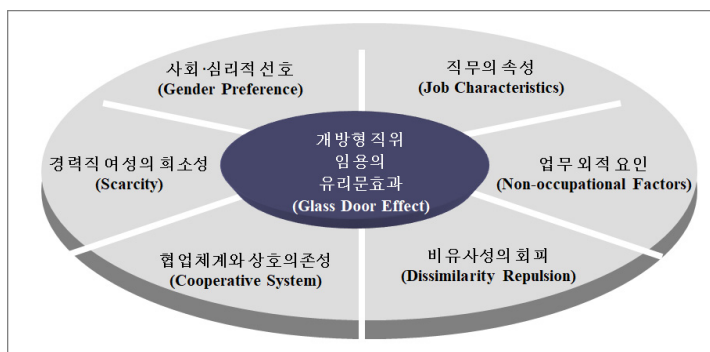 사회·심리적 선호
(Gender Preference)
직무의 속성
(Job Characteristics)
경력직 여성의 희소성
(Scarcity)
개방형 직위
임용의
유리문효과
(Glass Door Effect)
업무 외적 요인
(Non-occupational Factors)
협업체계와 상호의존성
(Cooperative System)
비유사성의 회피
(Dissimilarity Repulsion)